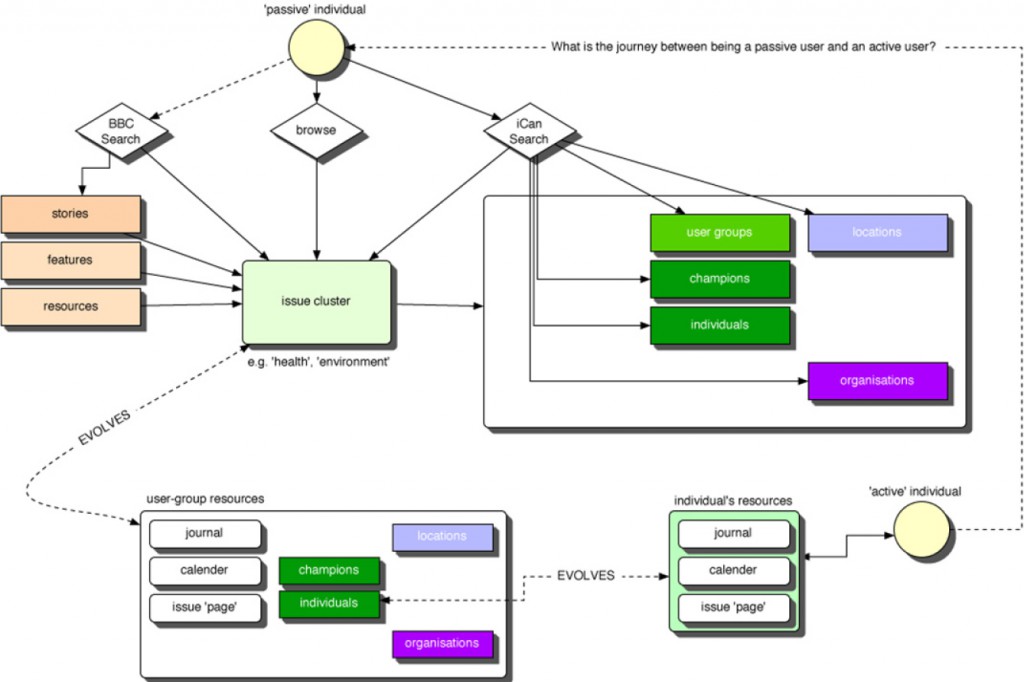 'passive' individual
What is the journey between being a passive user and an active user?
BBC
Search
browse
iCan
Search
stories
features
resources
issue cluster
e.g. 'health', 'environment'
user groups
locations
champions
individuals
organisations
EVOLVES
user-group resources
journal
calender
issue 'page'
locations
champions
individuals
organisations
EVOLVES
individual's resources
journal
calender
issue 'page'
'active' individual